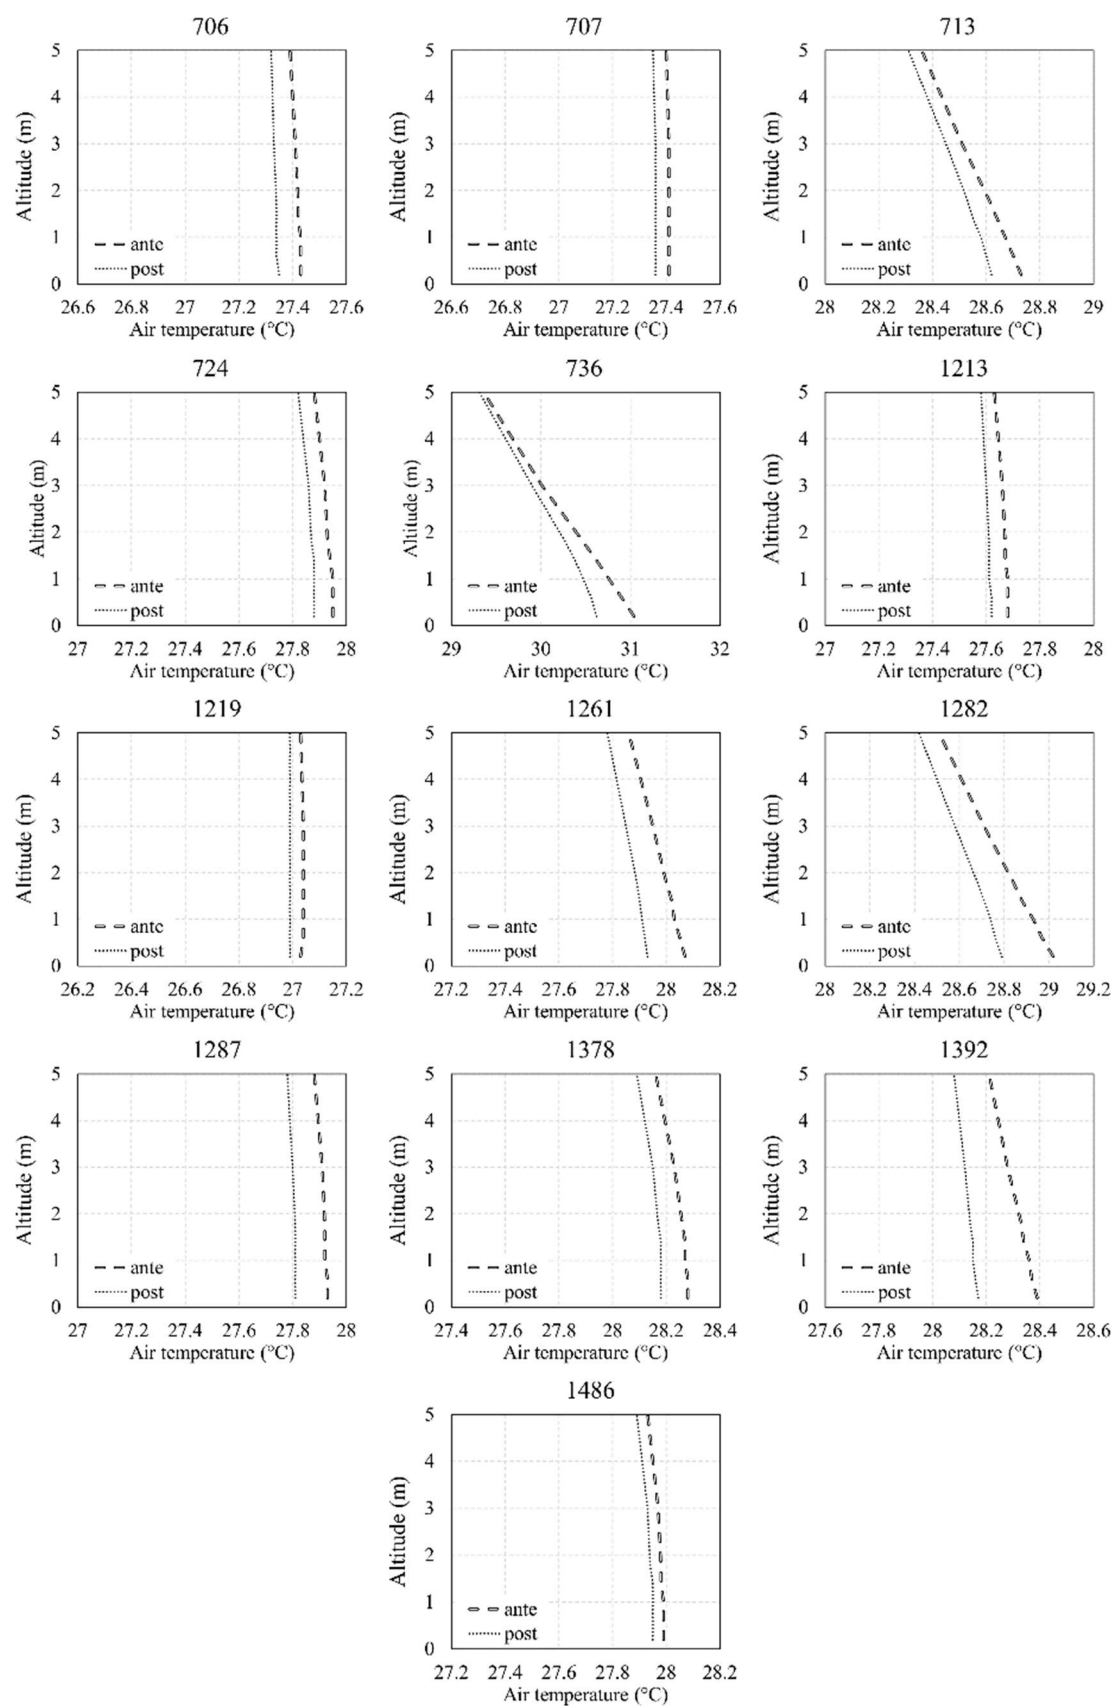 706
707
713
5
4
3
2
1
0
Altitude (m)
ante
post
26.6 26.8 27 27.2 27.4 27.6
Air temperature (°C)
5
4
3
2
1
0
Altitude (m)
ante
post
26.6 26.8 27 27.2 27.4 27.6
Air temperature (°C)
5
4
3
2
1
0
Altitude (m)
ante
post
28 28.2 28.4 28.6 28.8 29
Air temperature (°C)
724
736
1213
5
4
3
2
1
0
Altitude (m)
ante
post
27 27.2 27.4 27.6 27.8 28
Air temperature (°C)
5
4
3
2
1
0
Altitude (m)
ante
post
29 30 31 32
Air temperature (°C)
5
4
3
2
1
0
Altitude (m)
ante
post
27 27.2 27.4 27.6 27.8 28
Air temperature (°C)
1219
1261
1282
5
4
3
2
1
0
Altitude (m)
ante
post
26.2 26.4 26.6 26.8 27 27.2
Air temperature (°C)
5
4
3
2
1
0
Altitude (m)
ante
post
27.2 27.4 27.6 27.8 28 28.2
Air temperature (°C)
5
4
3
2
1
0
Altitude (m)
ante
post
28 28.2 28.4 28.6 28.8 29 29.2
Air temperature (°C)
1287
1378
1392
5
4
3
2
1
0
Altitude (m)
ante
post
27 27.2 27.4 27.6 27.8 28
Air temperature (°C)
5
4
3
2
1
0
Altitude (m)
ante
post
27.4 27.6 27.8 28 28.2 28.4
Air temperature (°C)
5
4
3
2
1
0
Altitude (m)
ante
post
27.6 27.8 28 28.2 28.4 28.6
Air temperature (°C)
1486
5
4
3
2
1
0
Altitude (m)
ante
post
27.2 27.4 27.6 27.8 28 28.2
Air temperature (°C)